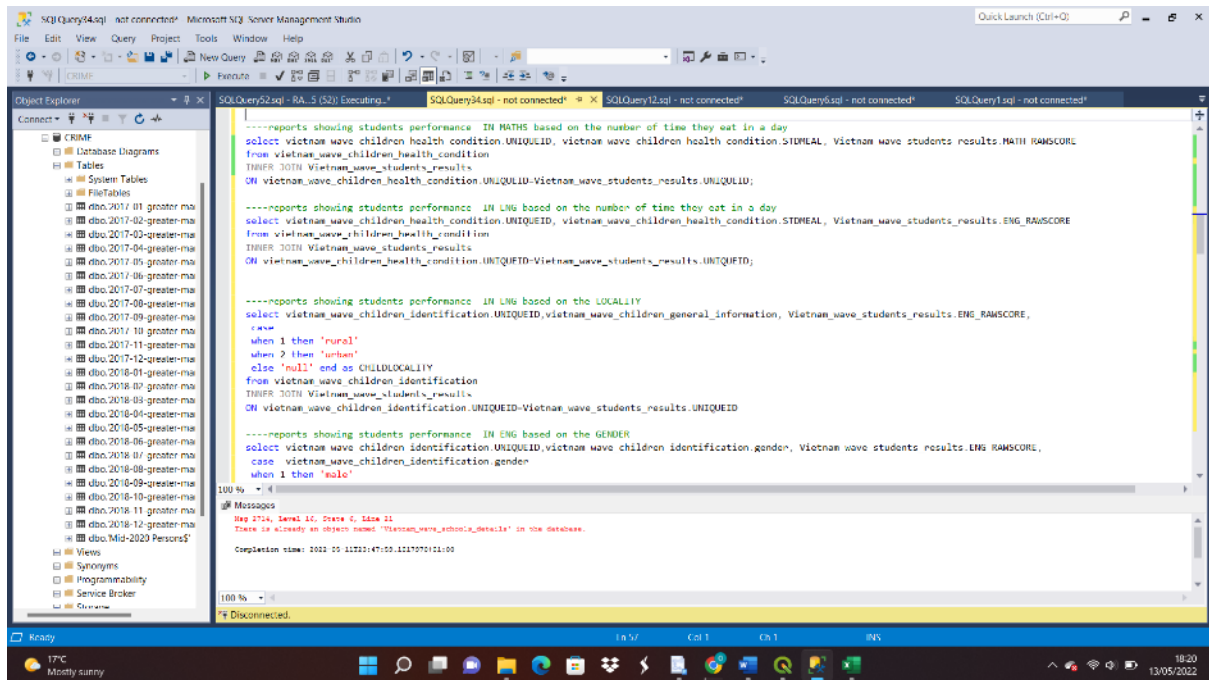 SQLQuery34.sql - not connected* - Microsoft SQL Server Management Studio
Quick Launch (Ctrl+Q)
File Edit View Query Project Tools Window Help
New Query
CRIME
Execute
Object Explorer
SQLQuery52.sql - RA...5 (52)) Executing...*
SQLQuery34.sql - not connected*
SQLQuery12.sql - not connected*
SQLQuery6.sql - not connected*
SQLQuery1.sql - not connected*
Connect
CRIME
Database Diagrams
Tables
System Tables
FileTables
dbo.'2017-01-greater-ma
dbo.'2017-02-greater-ma
dbo.'2017-03-greater-ma
dbo.'2017-04-greater-ma
dbo.'2017-05-greater-ma
dbo.'2017-06-greater-ma
dbo.'2017-07-greater-ma
dbo.'2017-08-greater-ma
dbo.'2017-09-greater-ma
dbo.'2017-10-greater-ma
dbo.'2017-11-greater-ma
dbo.'2017-12-greater-ma
dbo.'2018-01-greater-ma
dbo.'2018-02-greater-ma
dbo.'2018-03-greater-ma
dbo.'2018-04-greater-ma
dbo.'2018-05-greater-ma
dbo.'2018-06-greater-ma
dbo.'2018-07-greater-ma
dbo.'2018-08-greater-ma
dbo.'2018-09-greater-ma
dbo.'2018-10-greater-ma
dbo.'2018-11-greater-ma
dbo.'2018-12-greater-ma
dbo.'Mid-2020 Persons$'
Views
Synonyms
Programmability
Service Broker
Storage
----reports showing students performance IN MATHS based on the number of time they eat in a day
select vietnam_wave_children_health_condition.UNIQUEID, vietnam_wave_children_health_condition.STDMEAL, Vietnam_wave_students_results.MATH_RAWSCORE
from vietnam_wave_children_health_condition
INNER JOIN Vietnam_wave_students_results
ON vietnam_wave_children_health_condition.UNIQUEID=Vietnam_wave_students_results.UNIQUEID;
----reports showing students performance IN ENG based on the number of time they eat in a day
select vietnam_wave_children_health_condition.UNIQUEID, vietnam_wave_children_health_condition.STDMEAL, Vietnam_wave_students_results.ENG_RAWSCORE
from vietnam_wave_children_health_condition
INNER JOIN Vietnam_wave_students_results
ON vietnam_wave_children_health_condition.UNIQUEID=Vietnam_wave_students_results.UNIQUEID;
----reports showing students performance IN ENG based on the LOCALITY
select vietnam_wave_children_identification.UNIQUEID,vietnam_wave_children_general_information, Vietnam_wave_students_results.ENG_RAWSCORE,
case
when 1 then 'rural'
when 2 then 'urban'
else 'null' end as CHILDLOCALITY
from vietnam_wave_children_identification
INNER JOIN Vietnam_wave_students_results
ON vietnam_wave_children_identification.UNIQUEID=Vietnam_wave_students_results.UNIQUEID
----reports showing students performance IN ENG based on the GENDER
select vietnam_wave_children_identification.UNIQUEID,vietnam_wave_children_identification.gender, Vietnam_wave_students_results.ENG_RAWSCORE,
case vietnam_wave_children_identification.gender
when 1 then 'male'
100 %
Messages
Msg 2714, Level 16, State 6, Line 21
There is already an object named 'Vietnam_wave_schools_details' in the database.
Completion time:
100 %
Disconnected.
Ready
Ln 57
Col 1
Ch 1
INS
17°C
Mostly sunny
18:20
13/05/2022